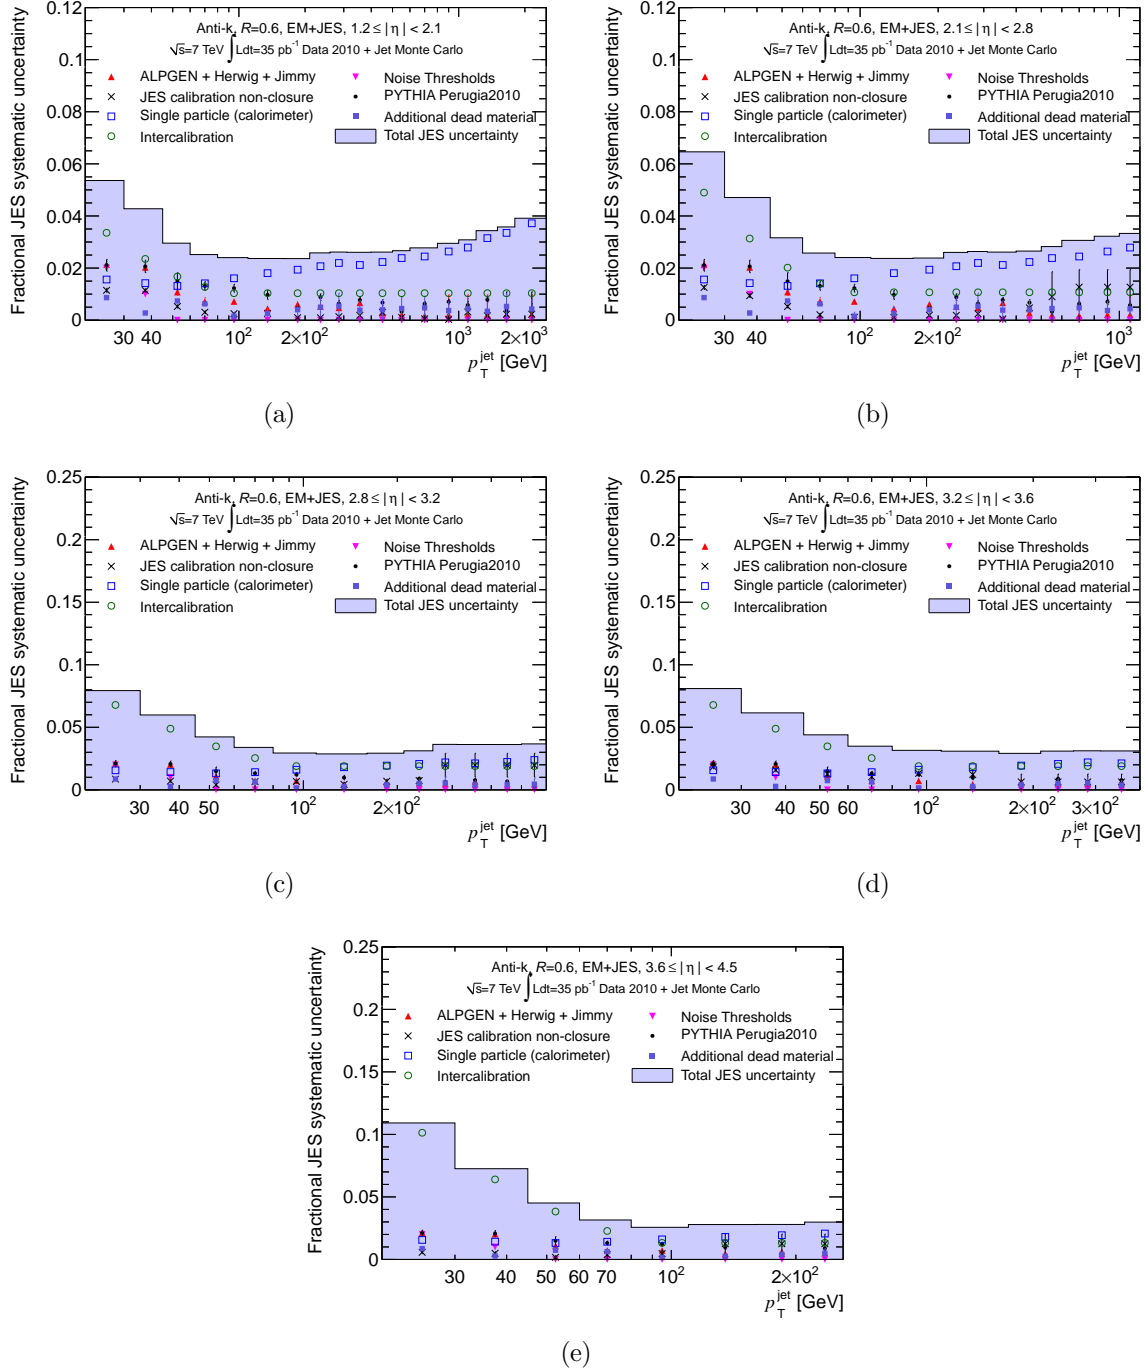 Fractional JES systematic uncertainty
0.12
0.1
0.08
0.06
0.04
0.02
0
Anti-k, R=0.6, EM+JES, 1.2 ≤ | η | < 2.1
√s=7 TeV ∫ Ldt=35 pb⁻¹ Data 2010 + Jet Monte Carlo
ALPGEN + Herwig + Jimmy
JES calibration non-closure
Single particle (calorimeter)
Intercalibration
Noise Thresholds
PYTHIA Perugia2010
Additional dead material
Total JES uncertainty
30 40 10² 2×10² 10³ 2×10³
p_T^jet [GeV]
(a)
Fractional JES systematic uncertainty
0.12
0.1
0.08
0.06
0.04
0.02
0
Anti-k, R=0.6, EM+JES, 2.1 ≤ | η | < 2.8
√s=7 TeV ∫ Ldt=35 pb⁻¹ Data 2010 + Jet Monte Carlo
ALPGEN + Herwig + Jimmy
JES calibration non-closure
Single particle (calorimeter)
Intercalibration
Noise Thresholds
PYTHIA Perugia2010
Additional dead material
Total JES uncertainty
30 40 10² 2×10² 10³
p_T^jet [GeV]
(b)
Fractional JES systematic uncertainty
0.25
0.2
0.15
0.1
0.05
0
Anti-k, R=0.6, EM+JES, 2.8 ≤ | η | < 3.2
√s=7 TeV ∫ Ldt=35 pb⁻¹ Data 2010 + Jet Monte Carlo
ALPGEN + Herwig + Jimmy
JES calibration non-closure
Single particle (calorimeter)
Intercalibration
Noise Thresholds
PYTHIA Perugia2010
Additional dead material
Total JES uncertainty
30 40 50 10² 2×10²
p_T^jet [GeV]
(c)
Fractional JES systematic uncertainty
0.25
0.2
0.15
0.1
0.05
0
Anti-k, R=0.6, EM+JES, 3.2 ≤ | η | < 3.6
√s=7 TeV ∫ Ldt=35 pb⁻¹ Data 2010 + Jet Monte Carlo
ALPGEN + Herwig + Jimmy
JES calibration non-closure
Single particle (calorimeter)
Intercalibration
Noise Thresholds
PYTHIA Perugia2010
Additional dead material
Total JES uncertainty
30 40 50 60 10² 2×10² 3×10²
p_T^jet [GeV]
(d)
Fractional JES systematic uncertainty
0.25
0.2
0.15
0.1
0.05
0
Anti-k, R=0.6, EM+JES, 3.6 ≤ | η | < 4.5
√s=7 TeV ∫ Ldt=35 pb⁻¹ Data 2010 + Jet Monte Carlo
ALPGEN + Herwig + Jimmy
JES calibration non-closure
Single particle (calorimeter)
Intercalibration
Noise Thresholds
PYTHIA Perugia2010
Additional dead material
Total JES uncertainty
30 40 50 60 70 10² 2×10²
p_T^jet [GeV]
(e)